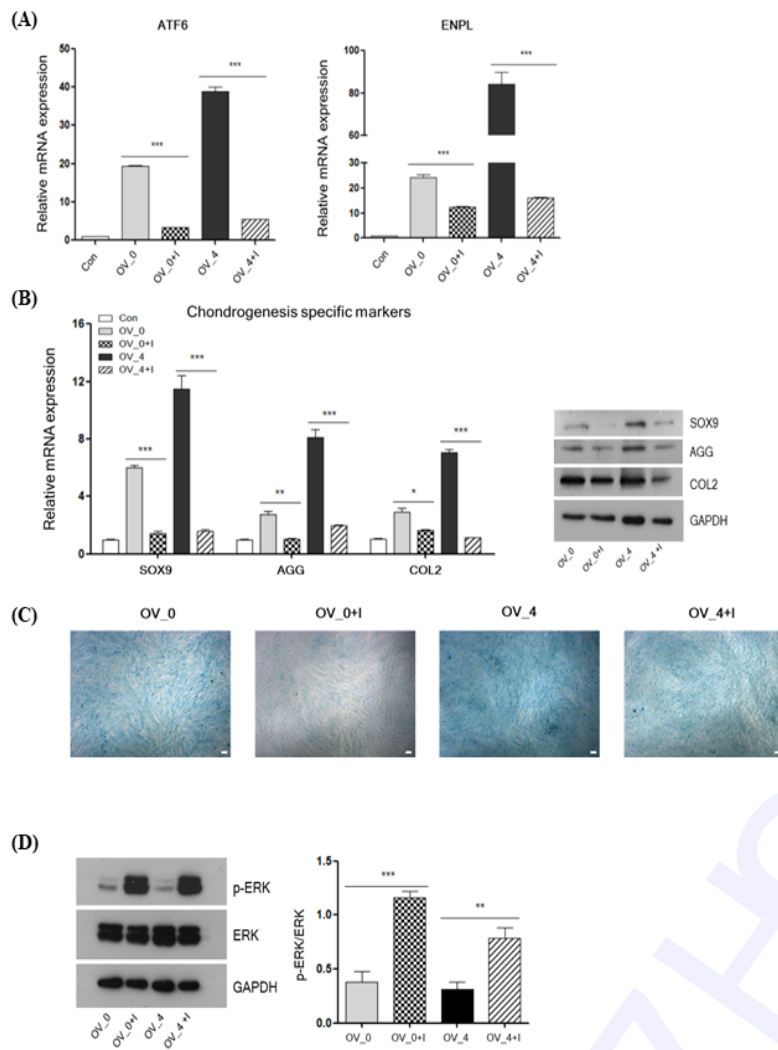 (A)
ATF6
Relative mRNA expression
50
40
30
20
10
0
***
***
Con
OV_0
OV_0+I
OV_4
OV_4+I
ENPL
Relative mRNA expression
100
80
60
30
20
10
0
***
***
Con
OV_0
OV_0+I
OV_4
OV_4+I
(B)
Chondrogenesis specific markers
Relative mRNA expression
16
12
8
4
0
Con
OV_0
OV_0+I
OV_4
OV_4+I
***
***
**
***
*
***
SOX9
AGG
COL2
SOX9
AGG
COL2
GAPDH
OV_0
OV_0+I
OV_4
OV_4+I
(C)
OV_0
OV_0+I
OV_4
OV_4+I
(D)
p-ERK
ERK
GAPDH
OV_0
OV_0+I
OV_4
OV_4+I
p-ERK/ERK
1.5
1.0
0.5
0.0
***
**
OV_0
OV_0+I
OV_4
OV_4+I